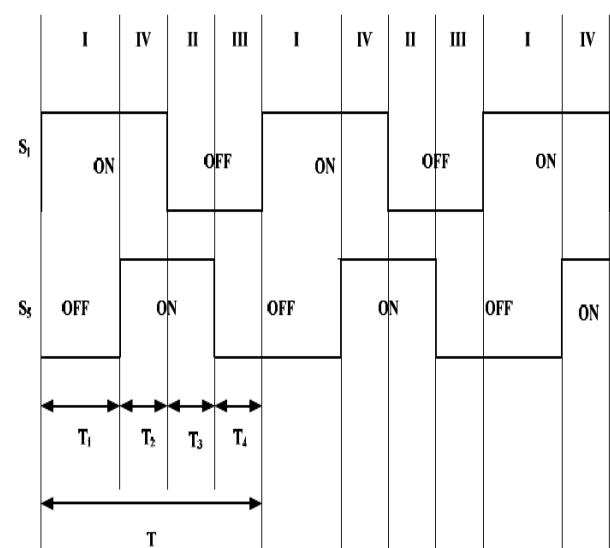 I IV II III I IV II III I IV
S₁ ON OFF ON OFF ON
S₅ OFF ON OFF ON OFF ON
T₁ T₂ T₃ T₄
T